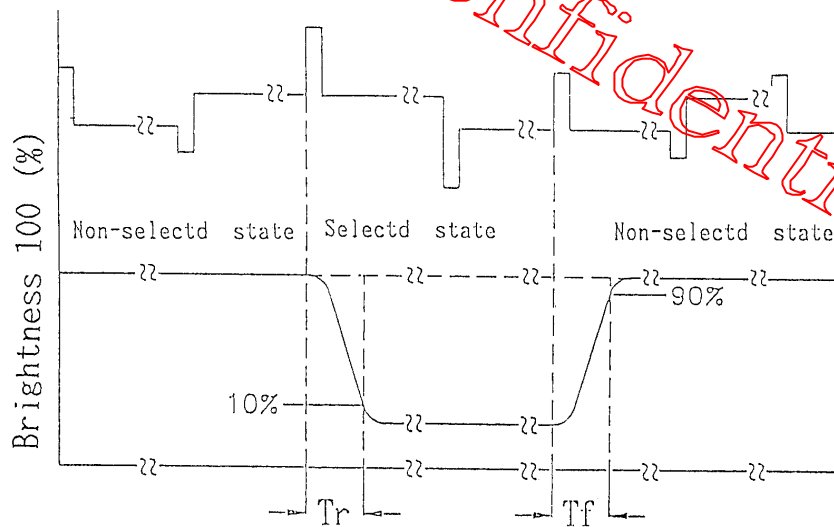 Confidenti
Non-selectd state
Selectd state
Non-selectd state
Brightness 100 (%)
90%
10%
Tr
Tf